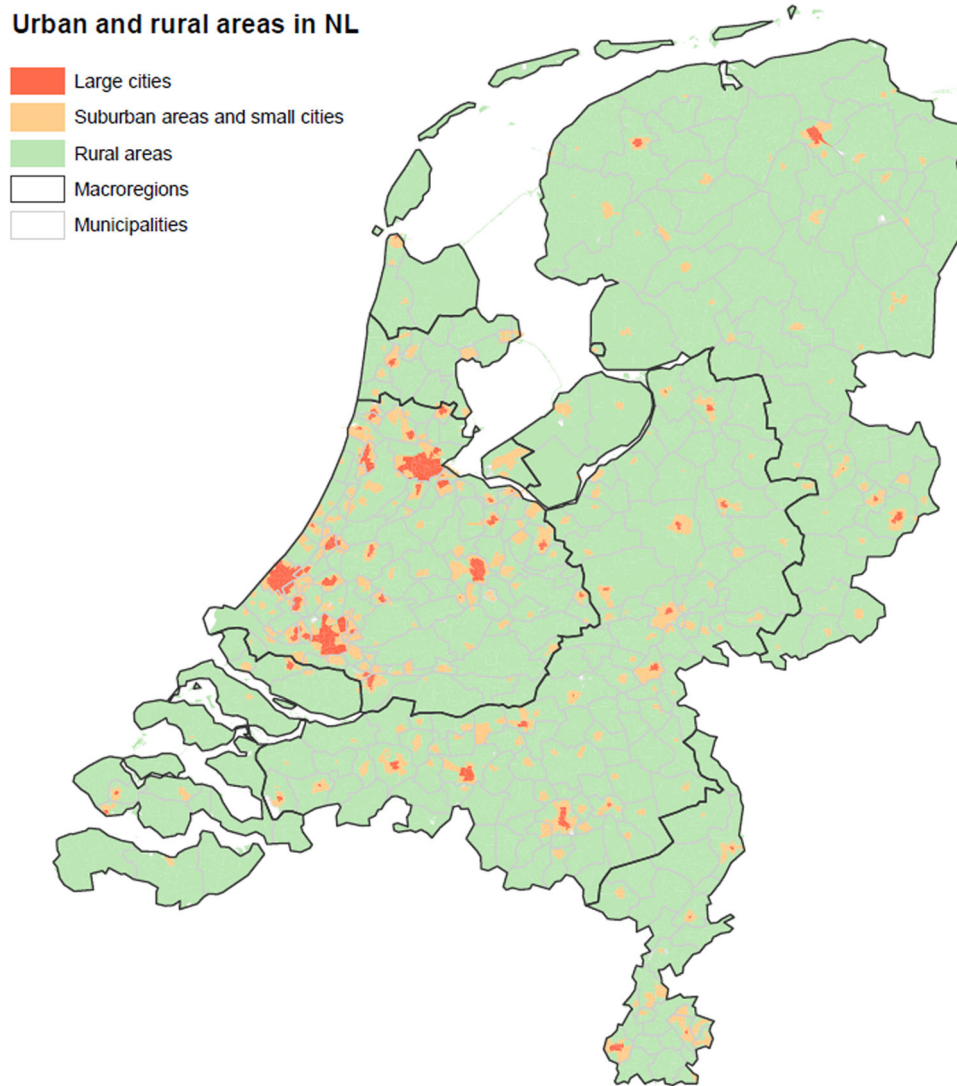 Urban and rural areas in NL
Large cities
Suburban areas and small cities
Rural areas
Macroregions
Municipalities